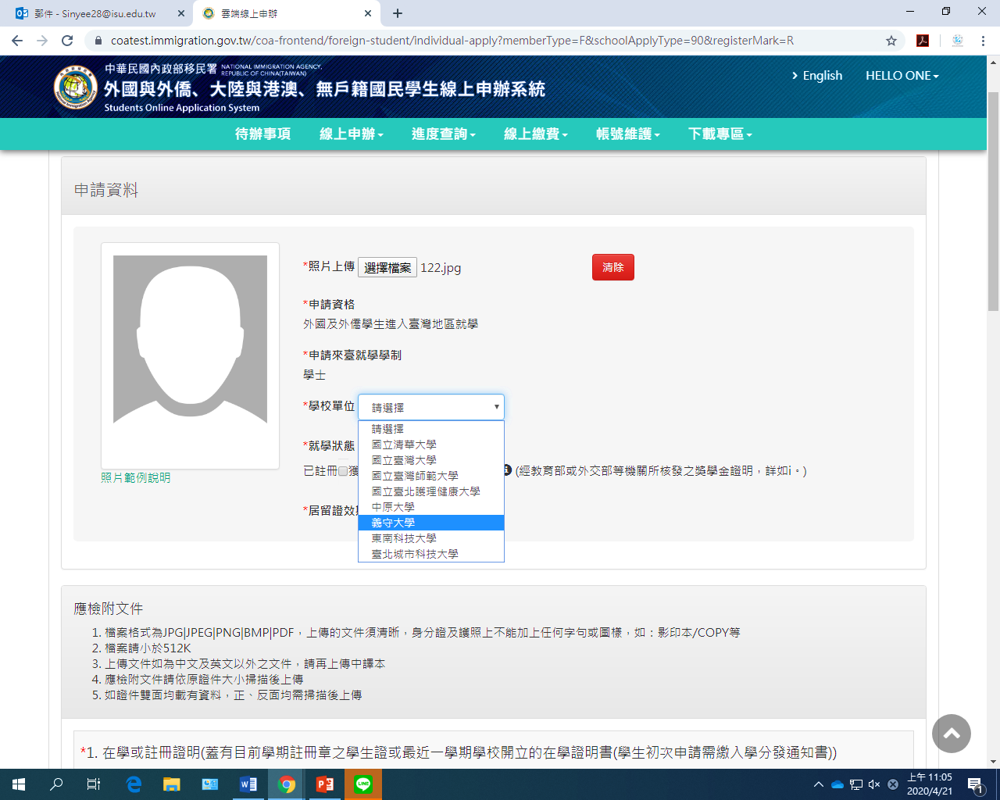 郵件 - Sinyee28@isu.edu.tw
雲端線上申辦
coatest.immigration.gov.tw/coa-frontend/foreign-student/individual-apply?memberType=F&schoolApplyType=90&registerMark=R
中華民國內政部移民署 NATIONAL IMMIGRATION AGENCY, REPUBLIC OF CHINA(TAIWAN)
外國與外僑、大陸與港澳、無戶籍國民學生線上申辦系統
Students Online Application System
English
HELLO ONE
待辦事項 線上申辦 進度查詢 線上繳費 帳號維護 下載專區
申請資料
*照片上傳 選擇檔案 122.jpg 清除
*申請資格
外國及外僑學生進入臺灣地區就學
*申請來臺就學學制
學士
*學校單位 請選擇
請選擇
國立清華大學
國立臺灣大學
國立臺灣師範大學
國立臺北護理健康大學
中原大學
義守大學
東南科技大學
臺北城市科技大學
*就學狀態
已註冊 獲 (經教育部或外交部等機關所核發之獎學金證明，詳如i。)
*居留證效
照片範例說明
應檢附文件
1. 檔案格式為JPG|JPEG|PNG|BMP|PDF，上傳的文件須清晰，身分證及護照上不能加上任何字句或圖樣，如：影印本/COPY等
2. 檔案請小於512K
3. 上傳文件如為中文及英文以外之文件，請再上傳中譯本
4. 應檢附文件請依原證件大小掃描後上傳
5. 如證件雙面均載有資料，正、反面均需掃描後上傳
*1. 在學或註冊證明(蓋有目前學期註冊章之學生證或最近一學期學校開立的在學證明書(學生初次申請需繳入學分發通知書))
上午 11:05
2020/4/21
1